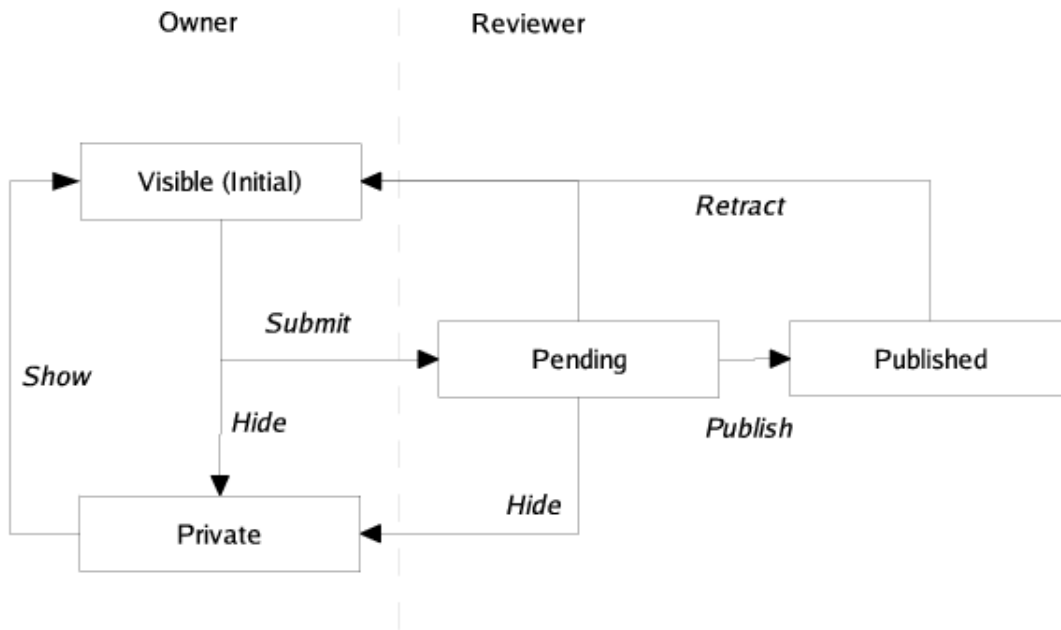 Owner
Reviewer
Visible (Initial)
Retract
Submit
Pending
Published
Show
Hide
Publish
Hide
Private